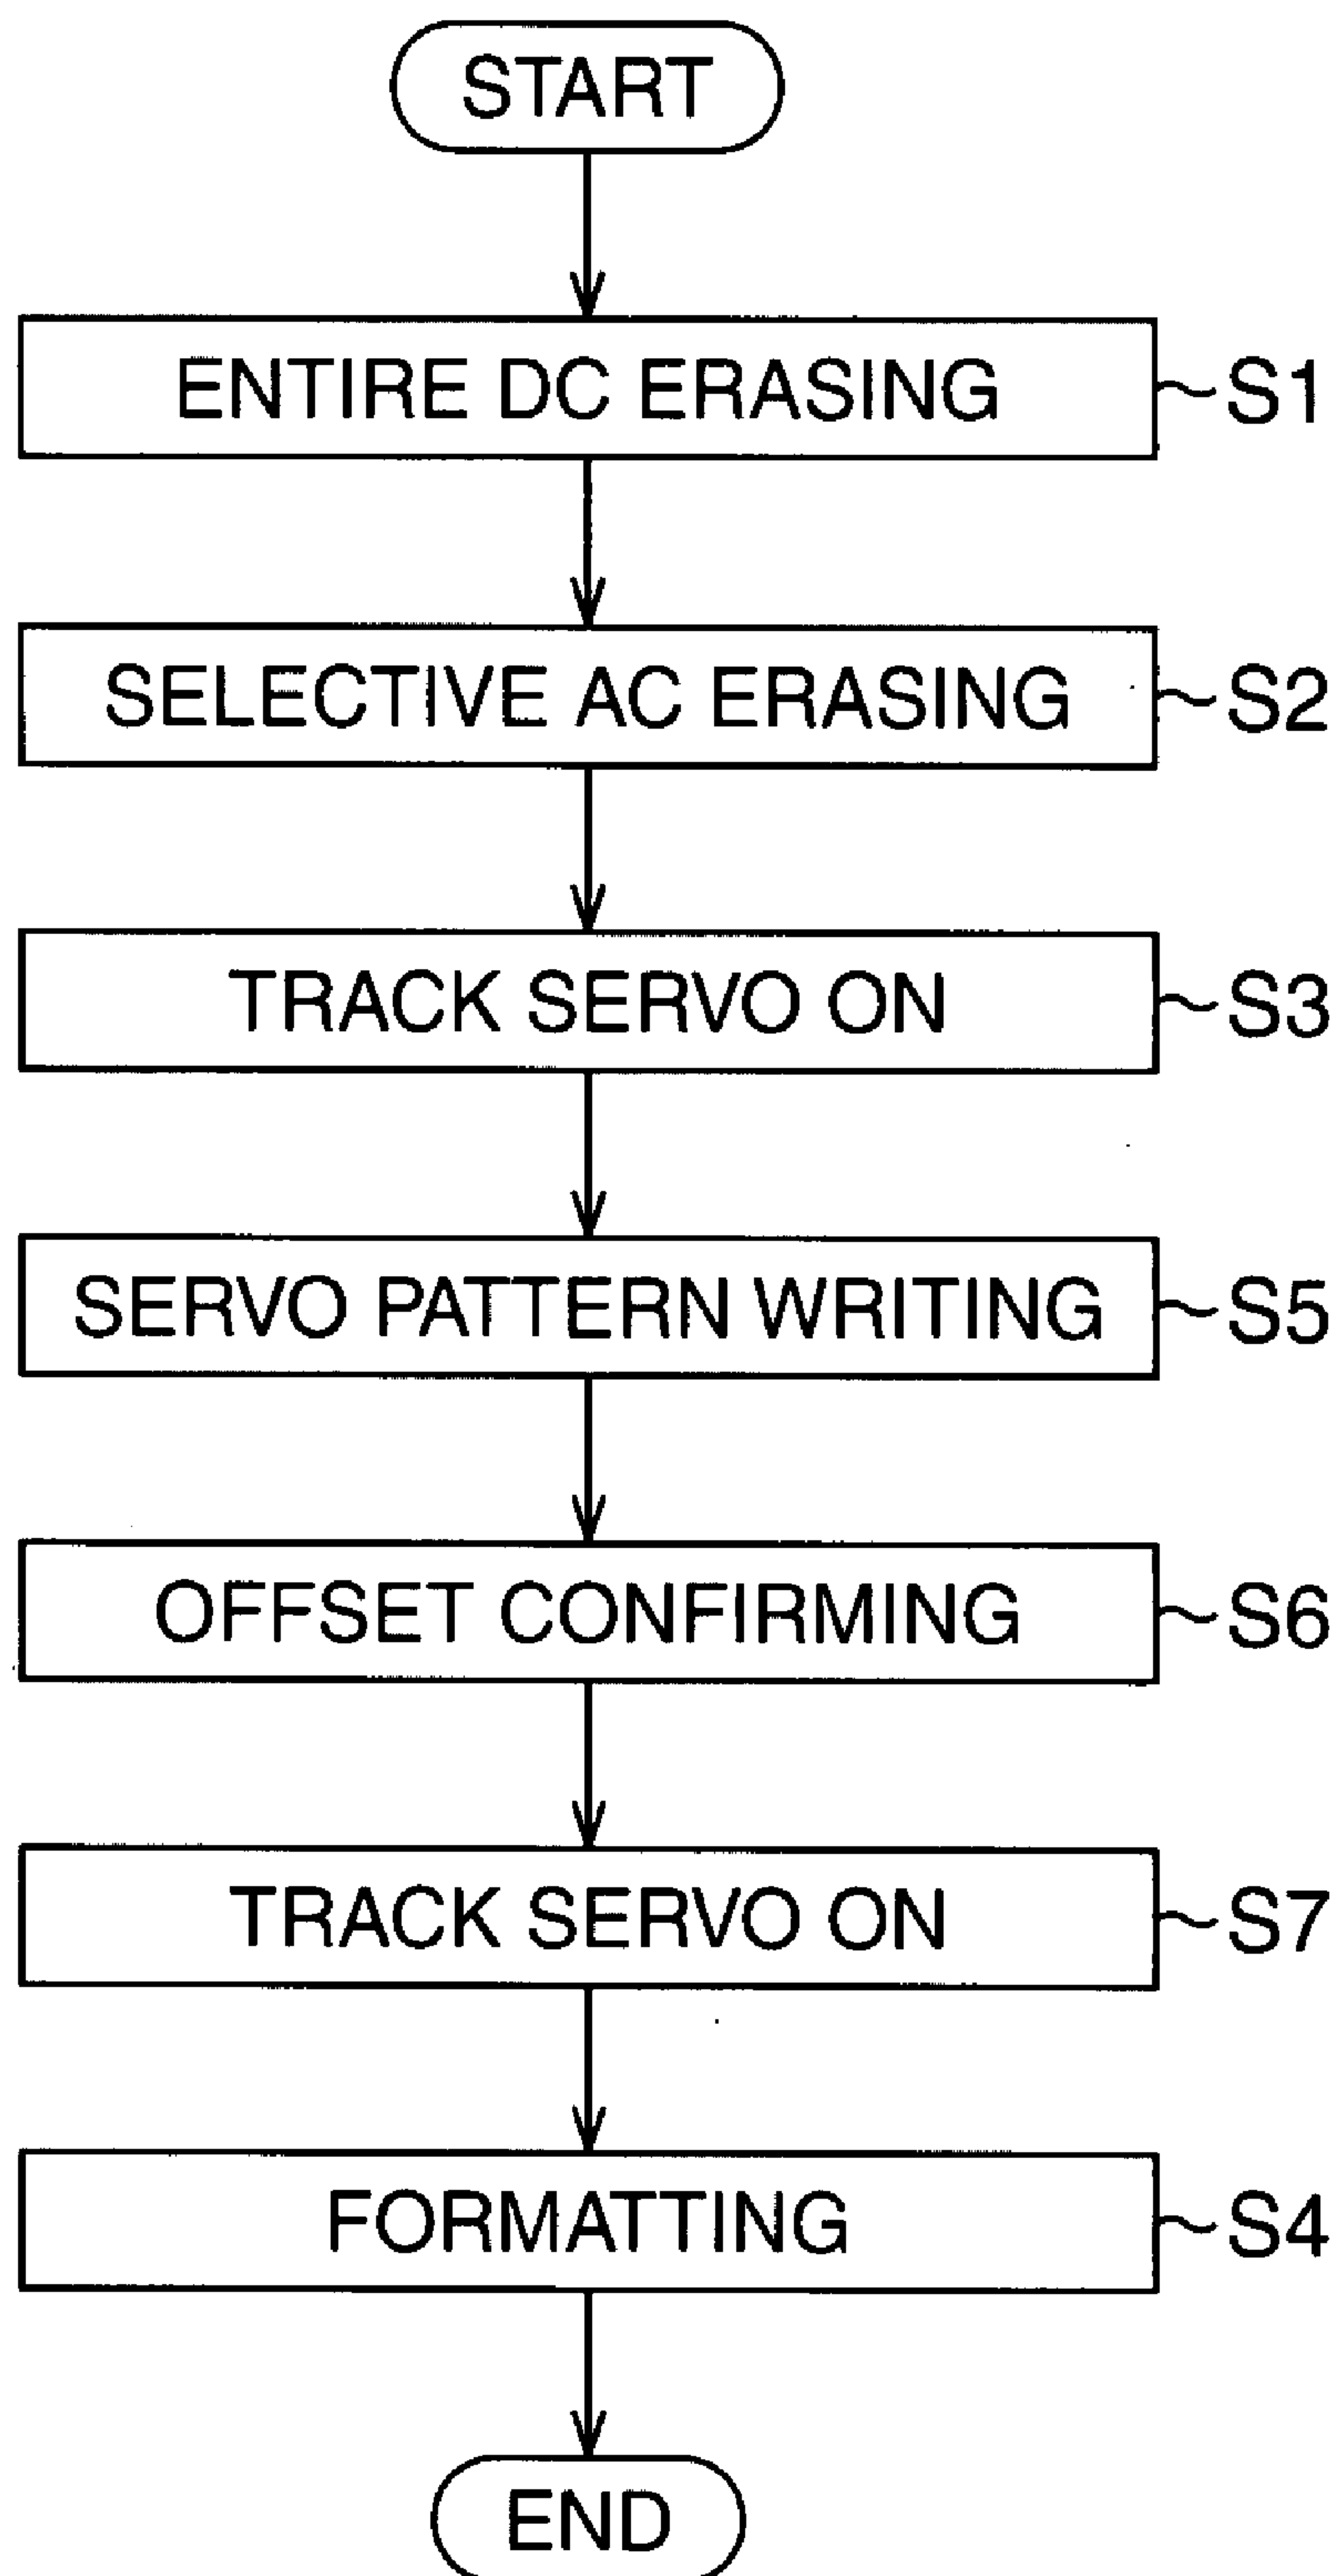 START
ENTIRE DC ERASING ~S1
SELECTIVE AC ERASING ~S2
TRACK SERVO ON ~S3
SERVO PATTERN WRITING ~S5
OFFSET CONFIRMING ~S6
TRACK SERVO ON ~S7
FORMATTING ~S4
END